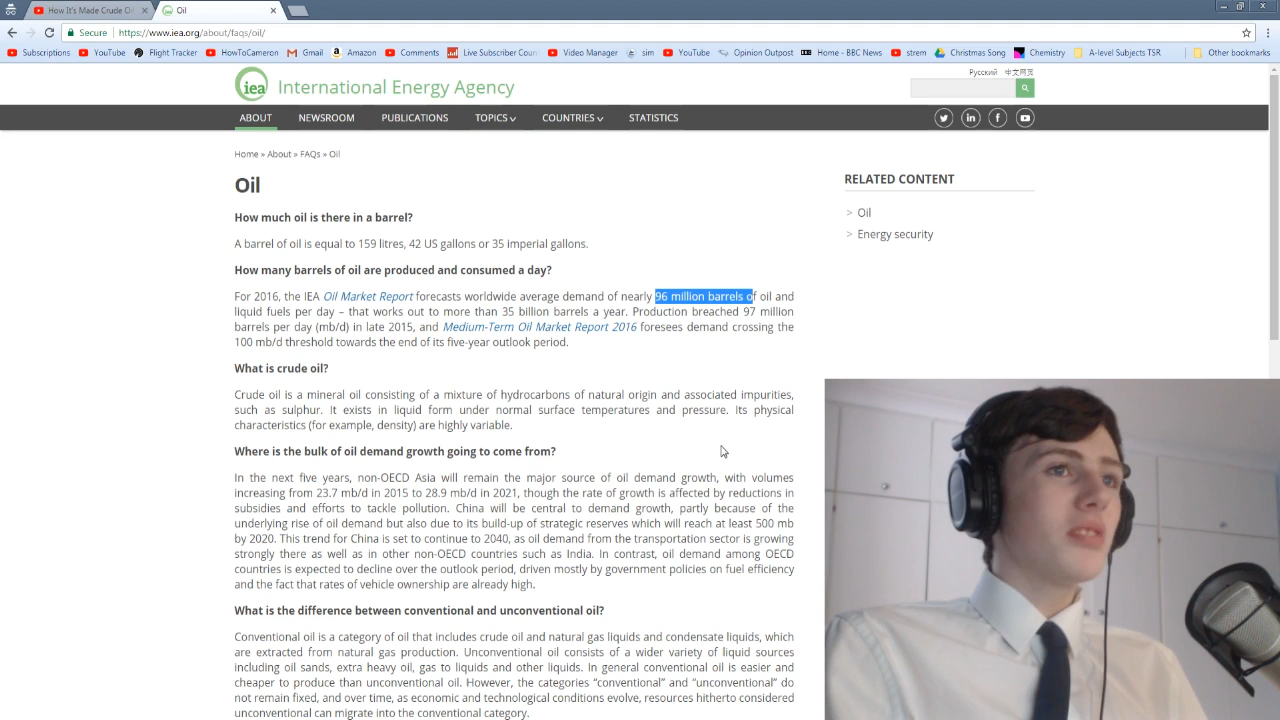 How It's Made Crude Oil
Oil
Secure
https://www.iea.org/about/faqs/oil/
Subscriptions
YouTube
Flight Tracker
HowToCameron
Gmail
Amazon
Comments
Live Subscriber Coun
Video Manager
sim
YouTube
Opinion Outpost
Home - BBC News
strem
Christmas Song
Chemistry
A-level Subjects TSR
Other bookmarks
Русский 中文网页
iea International Energy Agency
ABOUT NEWSROOM PUBLICATIONS TOPICS COUNTRIES STATISTICS
Home » About » FAQs » Oil
Oil
How much oil is there in a barrel?
A barrel of oil is equal to 159 litres, 42 US gallons or 35 imperial gallons.
How many barrels of oil are produced and consumed a day?
For 2016, the IEA Oil Market Report forecasts worldwide average demand of nearly 96 million barrels of oil and
liquid fuels per day – that works out to more than 35 billion barrels a year. Production breached 97 million
barrels per day (mb/d) in late 2015, and Medium-Term Oil Market Report 2016 foresees demand crossing the
100 mb/d threshold towards the end of its five-year outlook period.
What is crude oil?
Crude oil is a mineral oil consisting of a mixture of hydrocarbons of natural origin and associated impurities,
such as sulphur. It exists in liquid form under normal surface temperatures and pressure. Its physical
characteristics (for example, density) are highly variable.
Where is the bulk of oil demand growth going to come from?
In the next five years, non-OECD Asia will remain the major source of oil demand growth, with volumes
increasing from 23.7 mb/d in 2015 to 28.9 mb/d in 2021, though the rate of growth is affected by reductions in
subsidies and efforts to tackle pollution. China will be central to demand growth, partly because of the
underlying rise of oil demand but also due to its build-up of strategic reserves which will reach at least 500 mb
by 2020. This trend for China is set to continue to 2040, as oil demand from the transportation sector is growing
strongly there as well as in other non-OECD countries such as India. In contrast, oil demand among OECD
countries is expected to decline over the outlook period, driven mostly by government policies on fuel efficiency
and the fact that rates of vehicle ownership are already high.
What is the difference between conventional and unconventional oil?
Conventional oil is a category of oil that includes crude oil and natural gas liquids and condensate liquids, which
are extracted from natural gas production. Unconventional oil consists of a wider variety of liquid sources
including oil sands, extra heavy oil, gas to liquids and other liquids. In general conventional oil is easier and
cheaper to produce than unconventional oil. However, the categories “conventional” and “unconventional” do
not remain fixed, and over time, as economic and technological conditions evolve, resources hitherto considered
unconventional can migrate into the conventional category.
RELATED CONTENT
> Oil
> Energy security